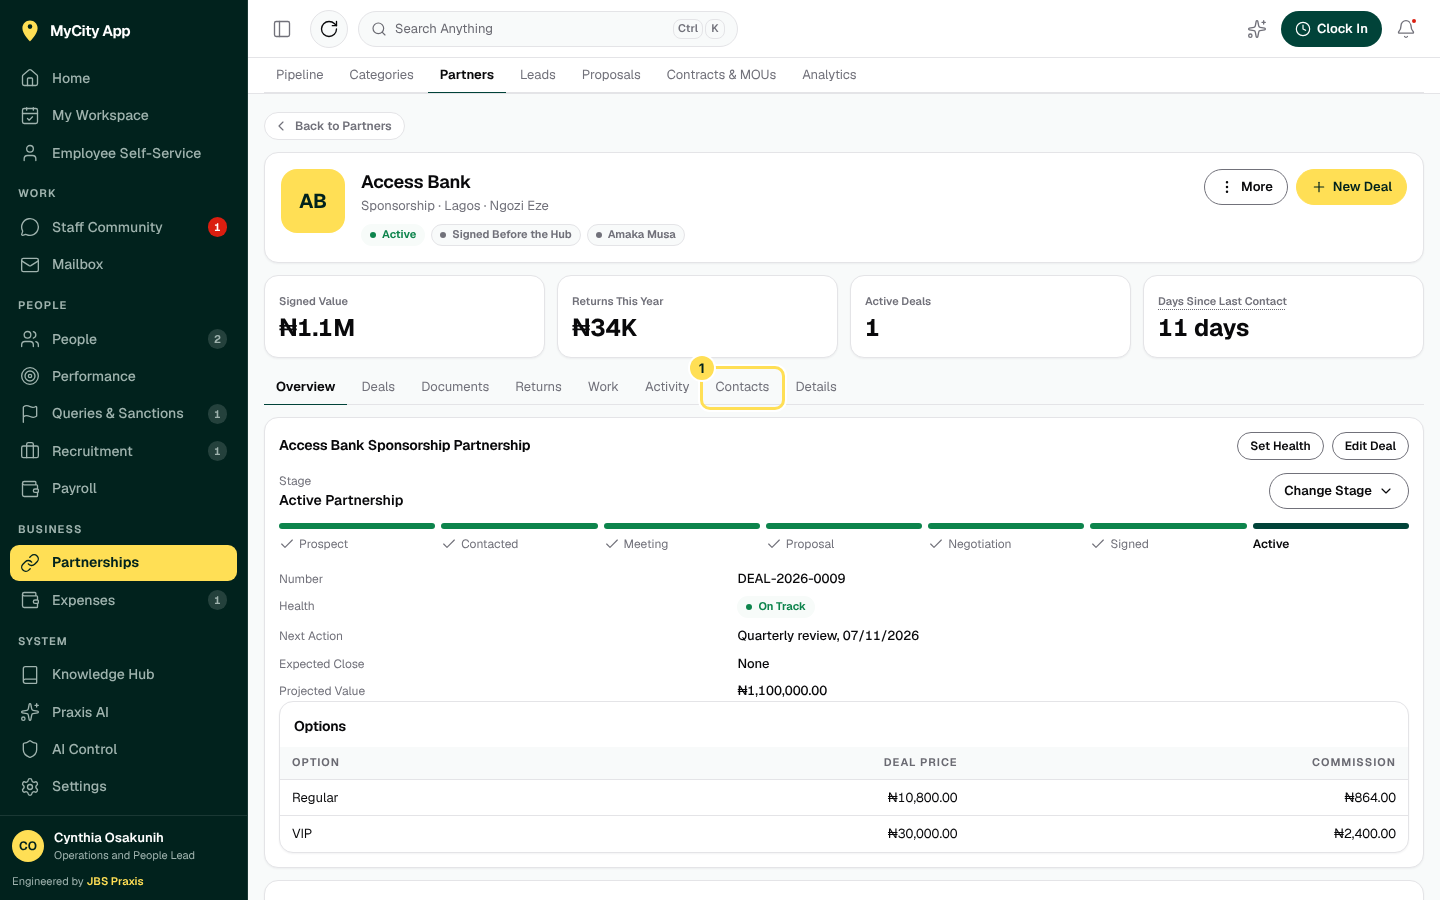 MyCity App
Home
My Workspace
Employee Self-Service
WORK
Staff Community 1
Mailbox
PEOPLE
People 2
Performance
Queries & Sanctions 1
Recruitment 1
Payroll
BUSINESS
Partnerships
Expenses 1
SYSTEM
Knowledge Hub
Praxis AI
AI Control
Settings
CO
Cynthia Osakunih
Operations and People Lead
Engineered by JBS Praxis
Search Anything Ctrl K
Clock In
Pipeline Categories Partners Leads Proposals Contracts & MOUs Analytics
Back to Partners
AB
Access Bank
Sponsorship · Lagos · Ngozi Eze
Active Signed Before the Hub Amaka Musa
More New Deal
Signed Value
₦1.1M
Returns This Year
₦34K
Active Deals
1
Days Since Last Contact
11 days
1
Overview Deals Documents Returns Work Activity Contacts Details
Access Bank Sponsorship Partnership
Set Health Edit Deal
Stage
Active Partnership
Change Stage
Prospect Contacted Meeting Proposal Negotiation Signed Active
Number DEAL-2026-0009
Health On Track
Next Action Quarterly review, 07/11/2026
Expected Close None
Projected Value ₦1,100,000.00
Options
OPTION DEAL PRICE COMMISSION
Regular ₦10,800.00 ₦864.00
VIP ₦30,000.00 ₦2,400.00